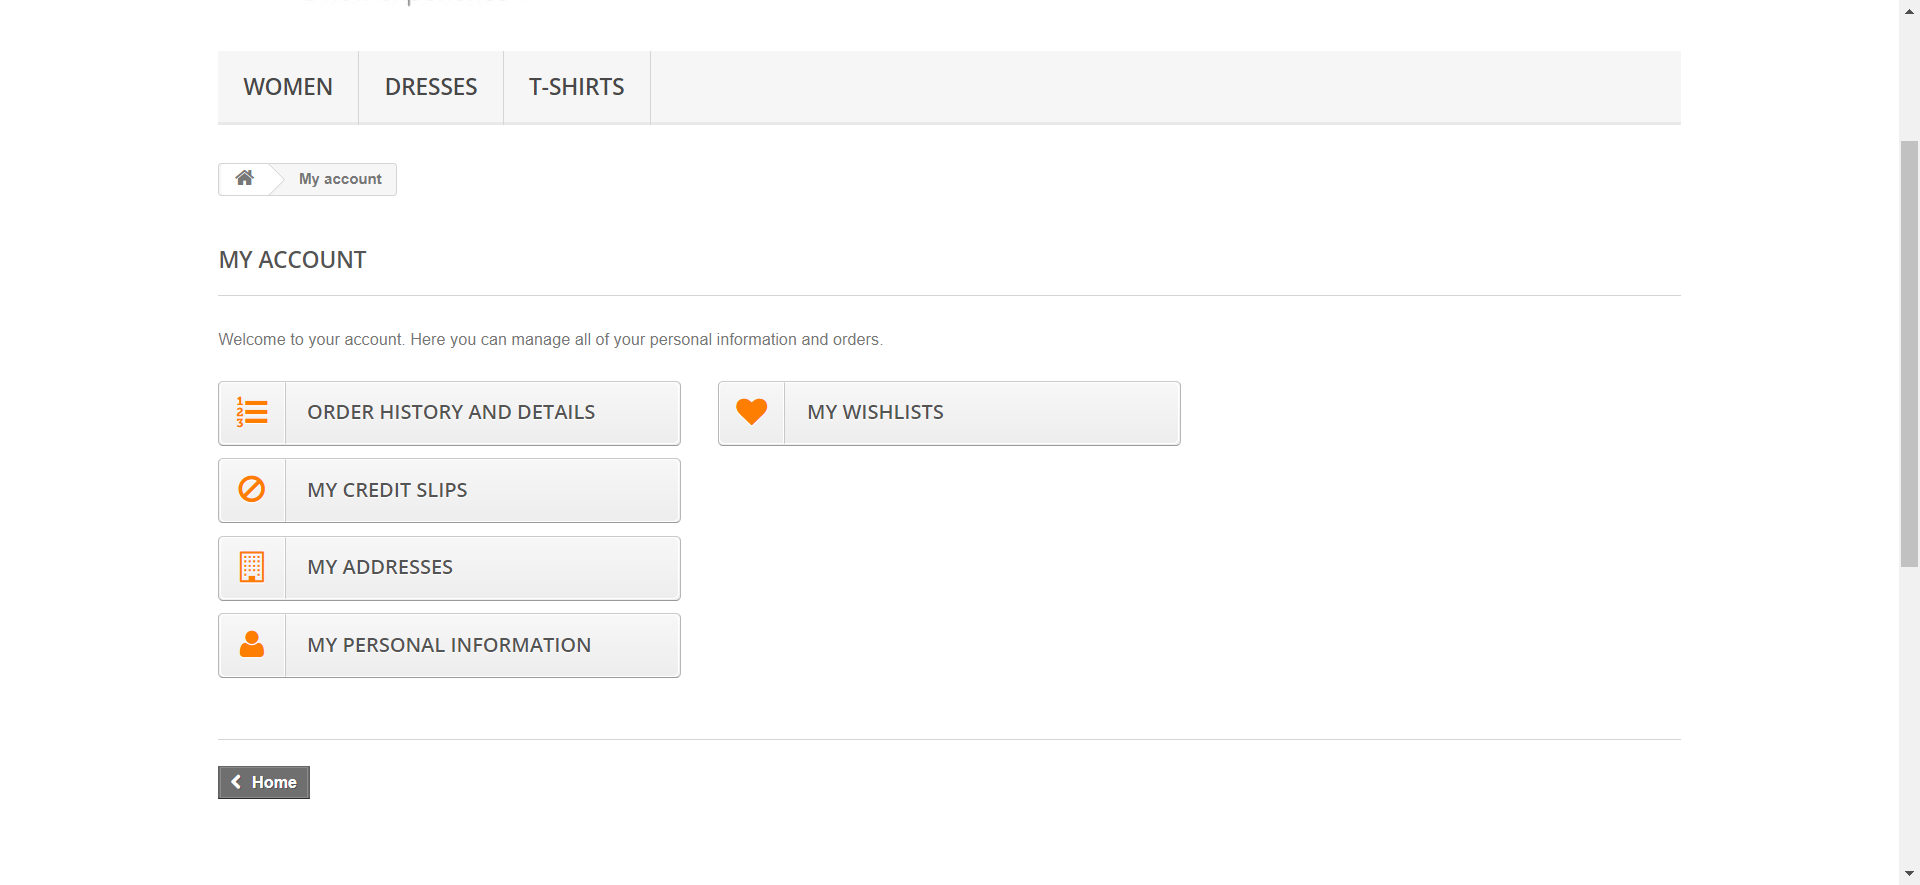 WOMEN DRESSES T-SHIRTS
My account
MY ACCOUNT
Welcome to your account. Here you can manage all of your personal information and orders.
ORDER HISTORY AND DETAILS
MY WISHLISTS
MY CREDIT SLIPS
MY ADDRESSES
MY PERSONAL INFORMATION
Home